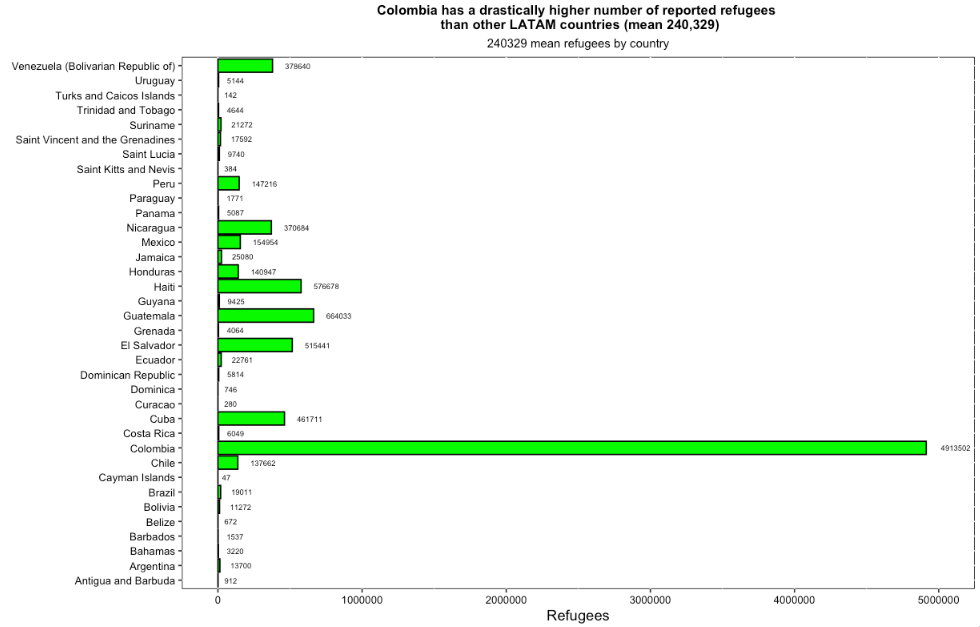 Colombia has a drastically higher number of reported refugees
than other LATAM countries (mean 240,329)
240329 mean refugees by country
Venezuela (Bolivarian Republic of) 378640
Uruguay 5144
Turks and Caicos Islands 142
Trinidad and Tobago 4644
Suriname 21272
Saint Vincent and the Grenadines 17592
Saint Lucia 9740
Saint Kitts and Nevis 384
Peru 147216
Paraguay 1771
Panama 5087
Nicaragua 370684
Mexico 154954
Jamaica 25080
Honduras 140947
Haiti 576678
Guyana 9425
Guatemala 664033
Grenada 4064
El Salvador 515441
Ecuador 22761
Dominican Republic 5814
Dominica 746
Curacao 280
Cuba 461711
Costa Rica 6049
Colombia 4913502
Chile 137662
Cayman Islands 47
Brazil 19011
Bolivia 11272
Belize 672
Barbados 1537
Bahamas 3220
Argentina 13700
Antigua and Barbuda 912
0 1000000 2000000 3000000 4000000 5000000
Refugees